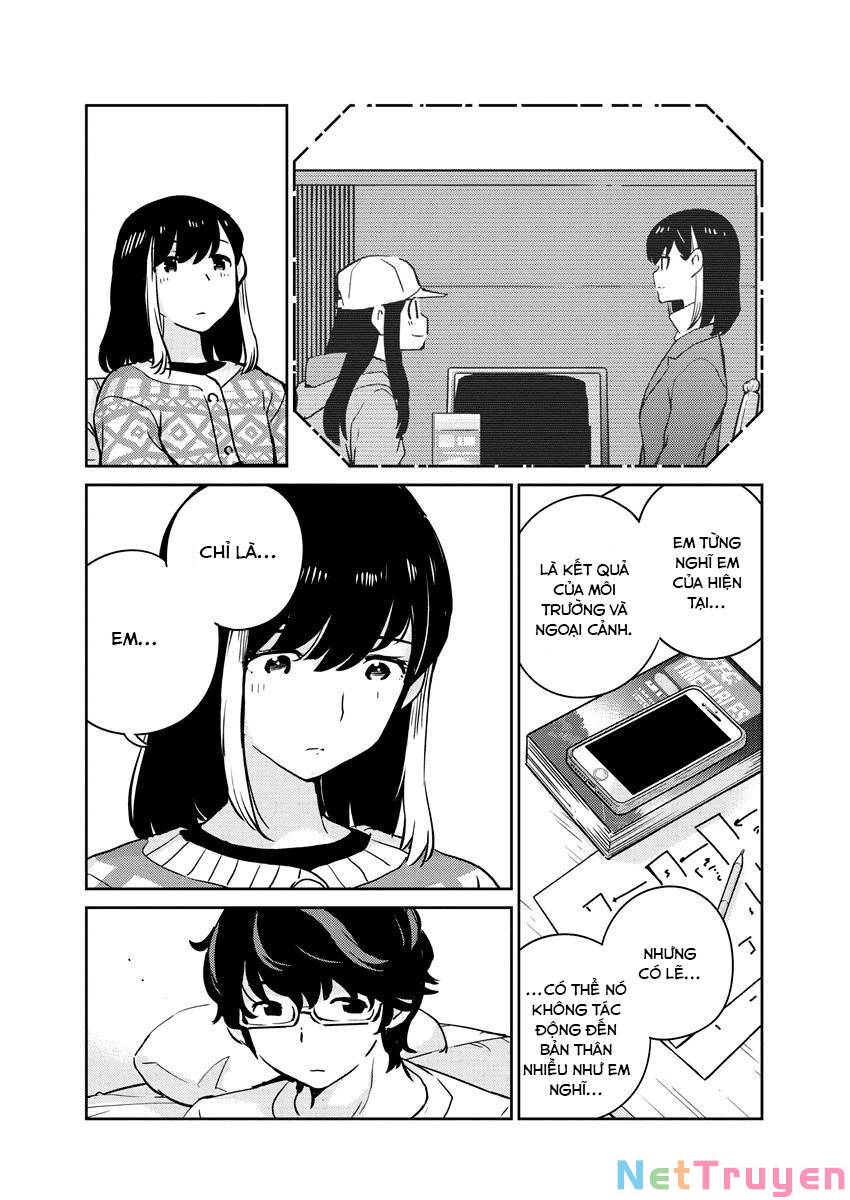 EM TỪNG
NGHĨ EM
CỦA HIỆN
TẠI...
LÀ KẾT QUẢ
CỦA MÔI
TRƯỜNG VÀ
NGOẠI CẢNH.
TIMETABLES
NHƯNG
CÓ LẼ...
...CÓ THỂ NÓ
KHÔNG TÁC
ĐỘNG ĐẾN
BẢN THÂN
NHIỀU NHƯ EM
NGHĨ...
CHỈ LÀ...
EM...
NetTruyen